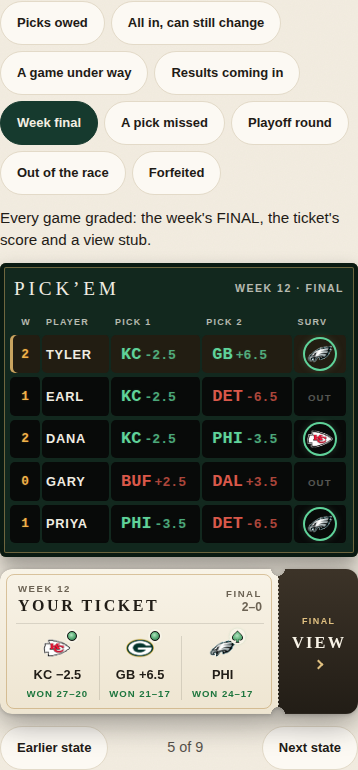 Picks owed
All in, can still change
A game under way
Results coming in
Week final
A pick missed
Playoff round
Out of the race
Forfeited
Every game graded: the week's FINAL, the ticket's
score and a view stub.
PICK’EM
WEEK 12 · FINAL
W PLAYER PICK 1 PICK 2 SURV
2 TYLER KC -2.5 GB +6.5
1 EARL KC -2.5 DET -6.5 OUT
2 DANA KC -2.5 PHI -3.5
0 GARY BUF +2.5 DAL +3.5 OUT
1 PRIYA PHI -3.5 DET -6.5
WEEK 12
YOUR TICKET
FINAL
2–0
KC −2.5
WON 27–20
GB +6.5
WON 21–17
PHI
WON 24–17
FINAL
VIEW
Earlier state
5 of 9
Next state